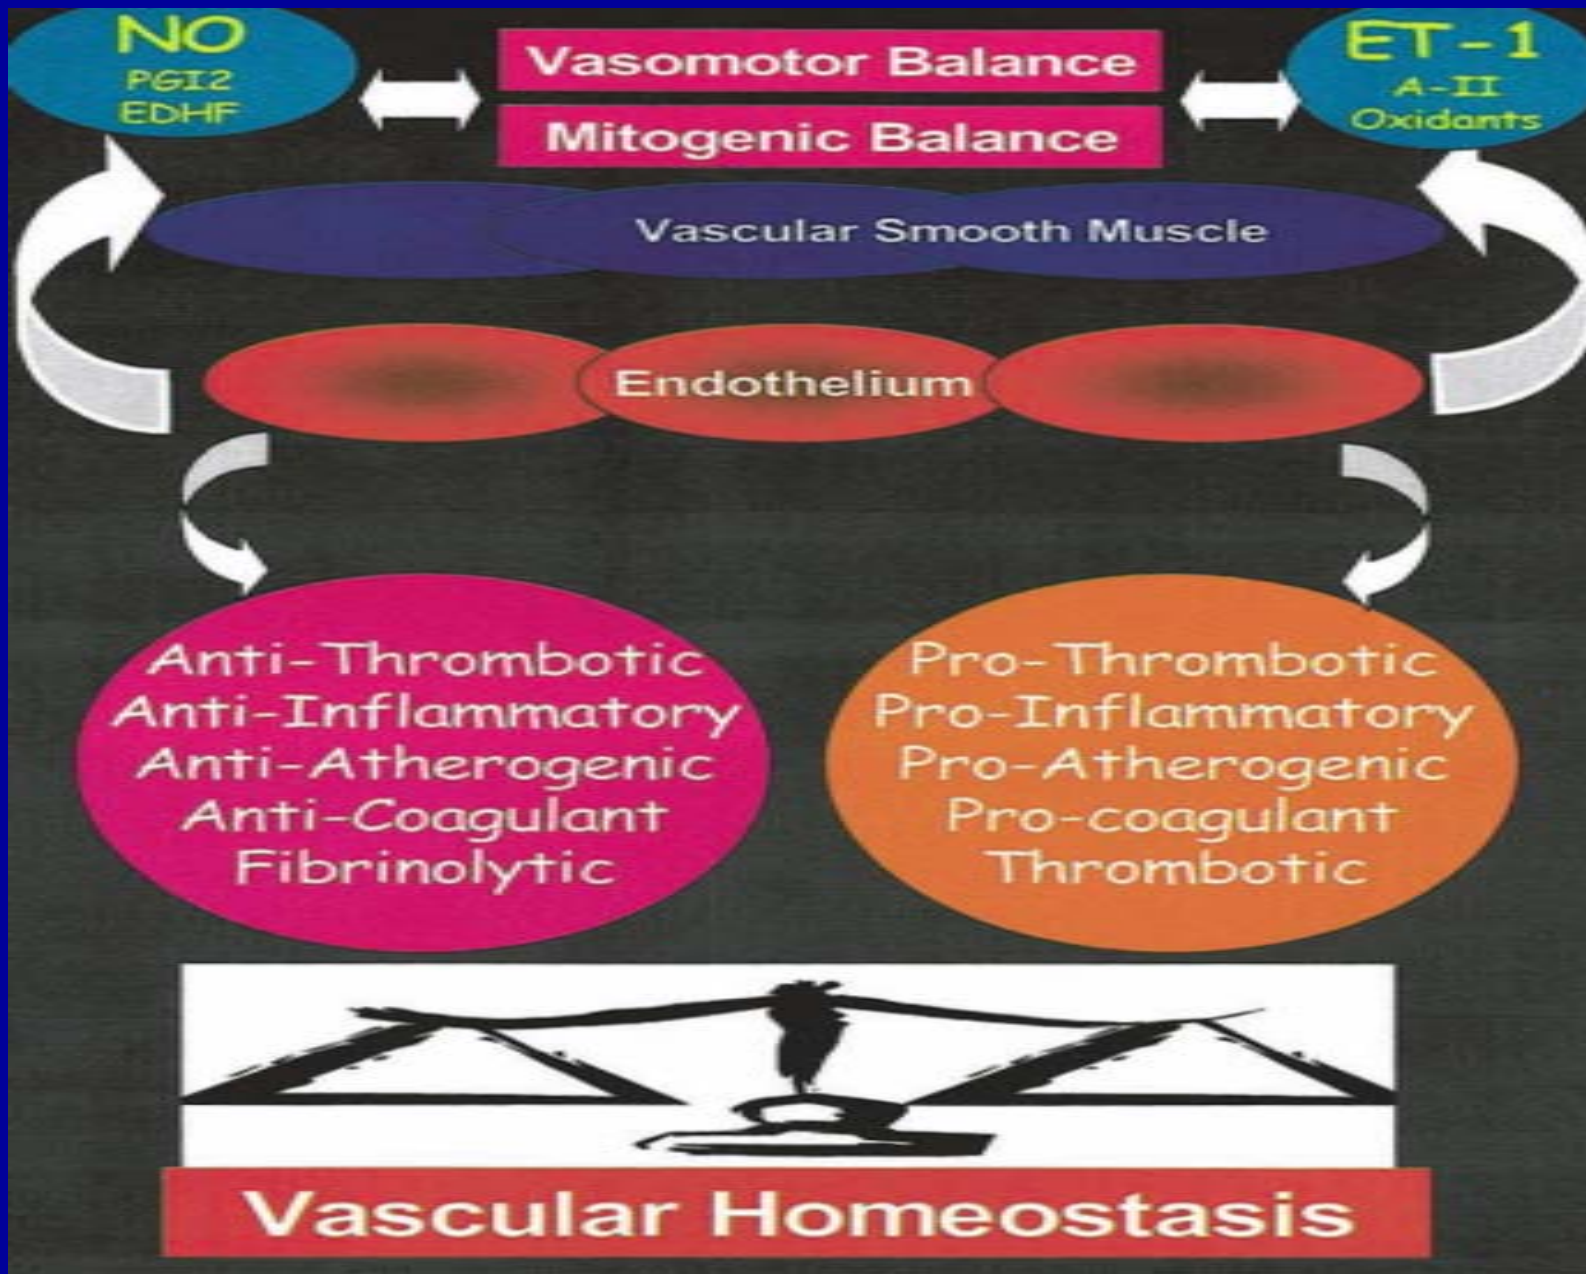 NO
PGI2
EDHF
Vasomotor Balance
Mitogenic Balance
ET-1
A-II
Oxidants
Vascular Smooth Muscle
Endothelium
Anti-Thrombotic
Anti-Inflammatory
Anti-Atherogenic
Anti-Coagulant
Fibrinolytic
Pro-Thrombotic
Pro-Inflammatory
Pro-Atherogenic
Pro-coagulant
Thrombotic
Vascular Homeostasis